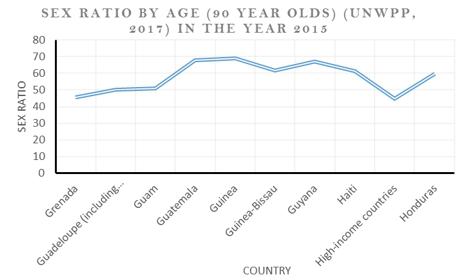 SEX RATIO BY AGE (90 YEAR OLDS) (UNWPP,
2017) IN THE YEAR 2015
80
70
60
50
40
30
20
10
0
SEX RATIO
Grenada
Guadeloupe (including...
Guam
Guatemala
Guinea
Guinea-Bissau
Guyana
Haiti
High-income countries
Honduras
COUNTRY